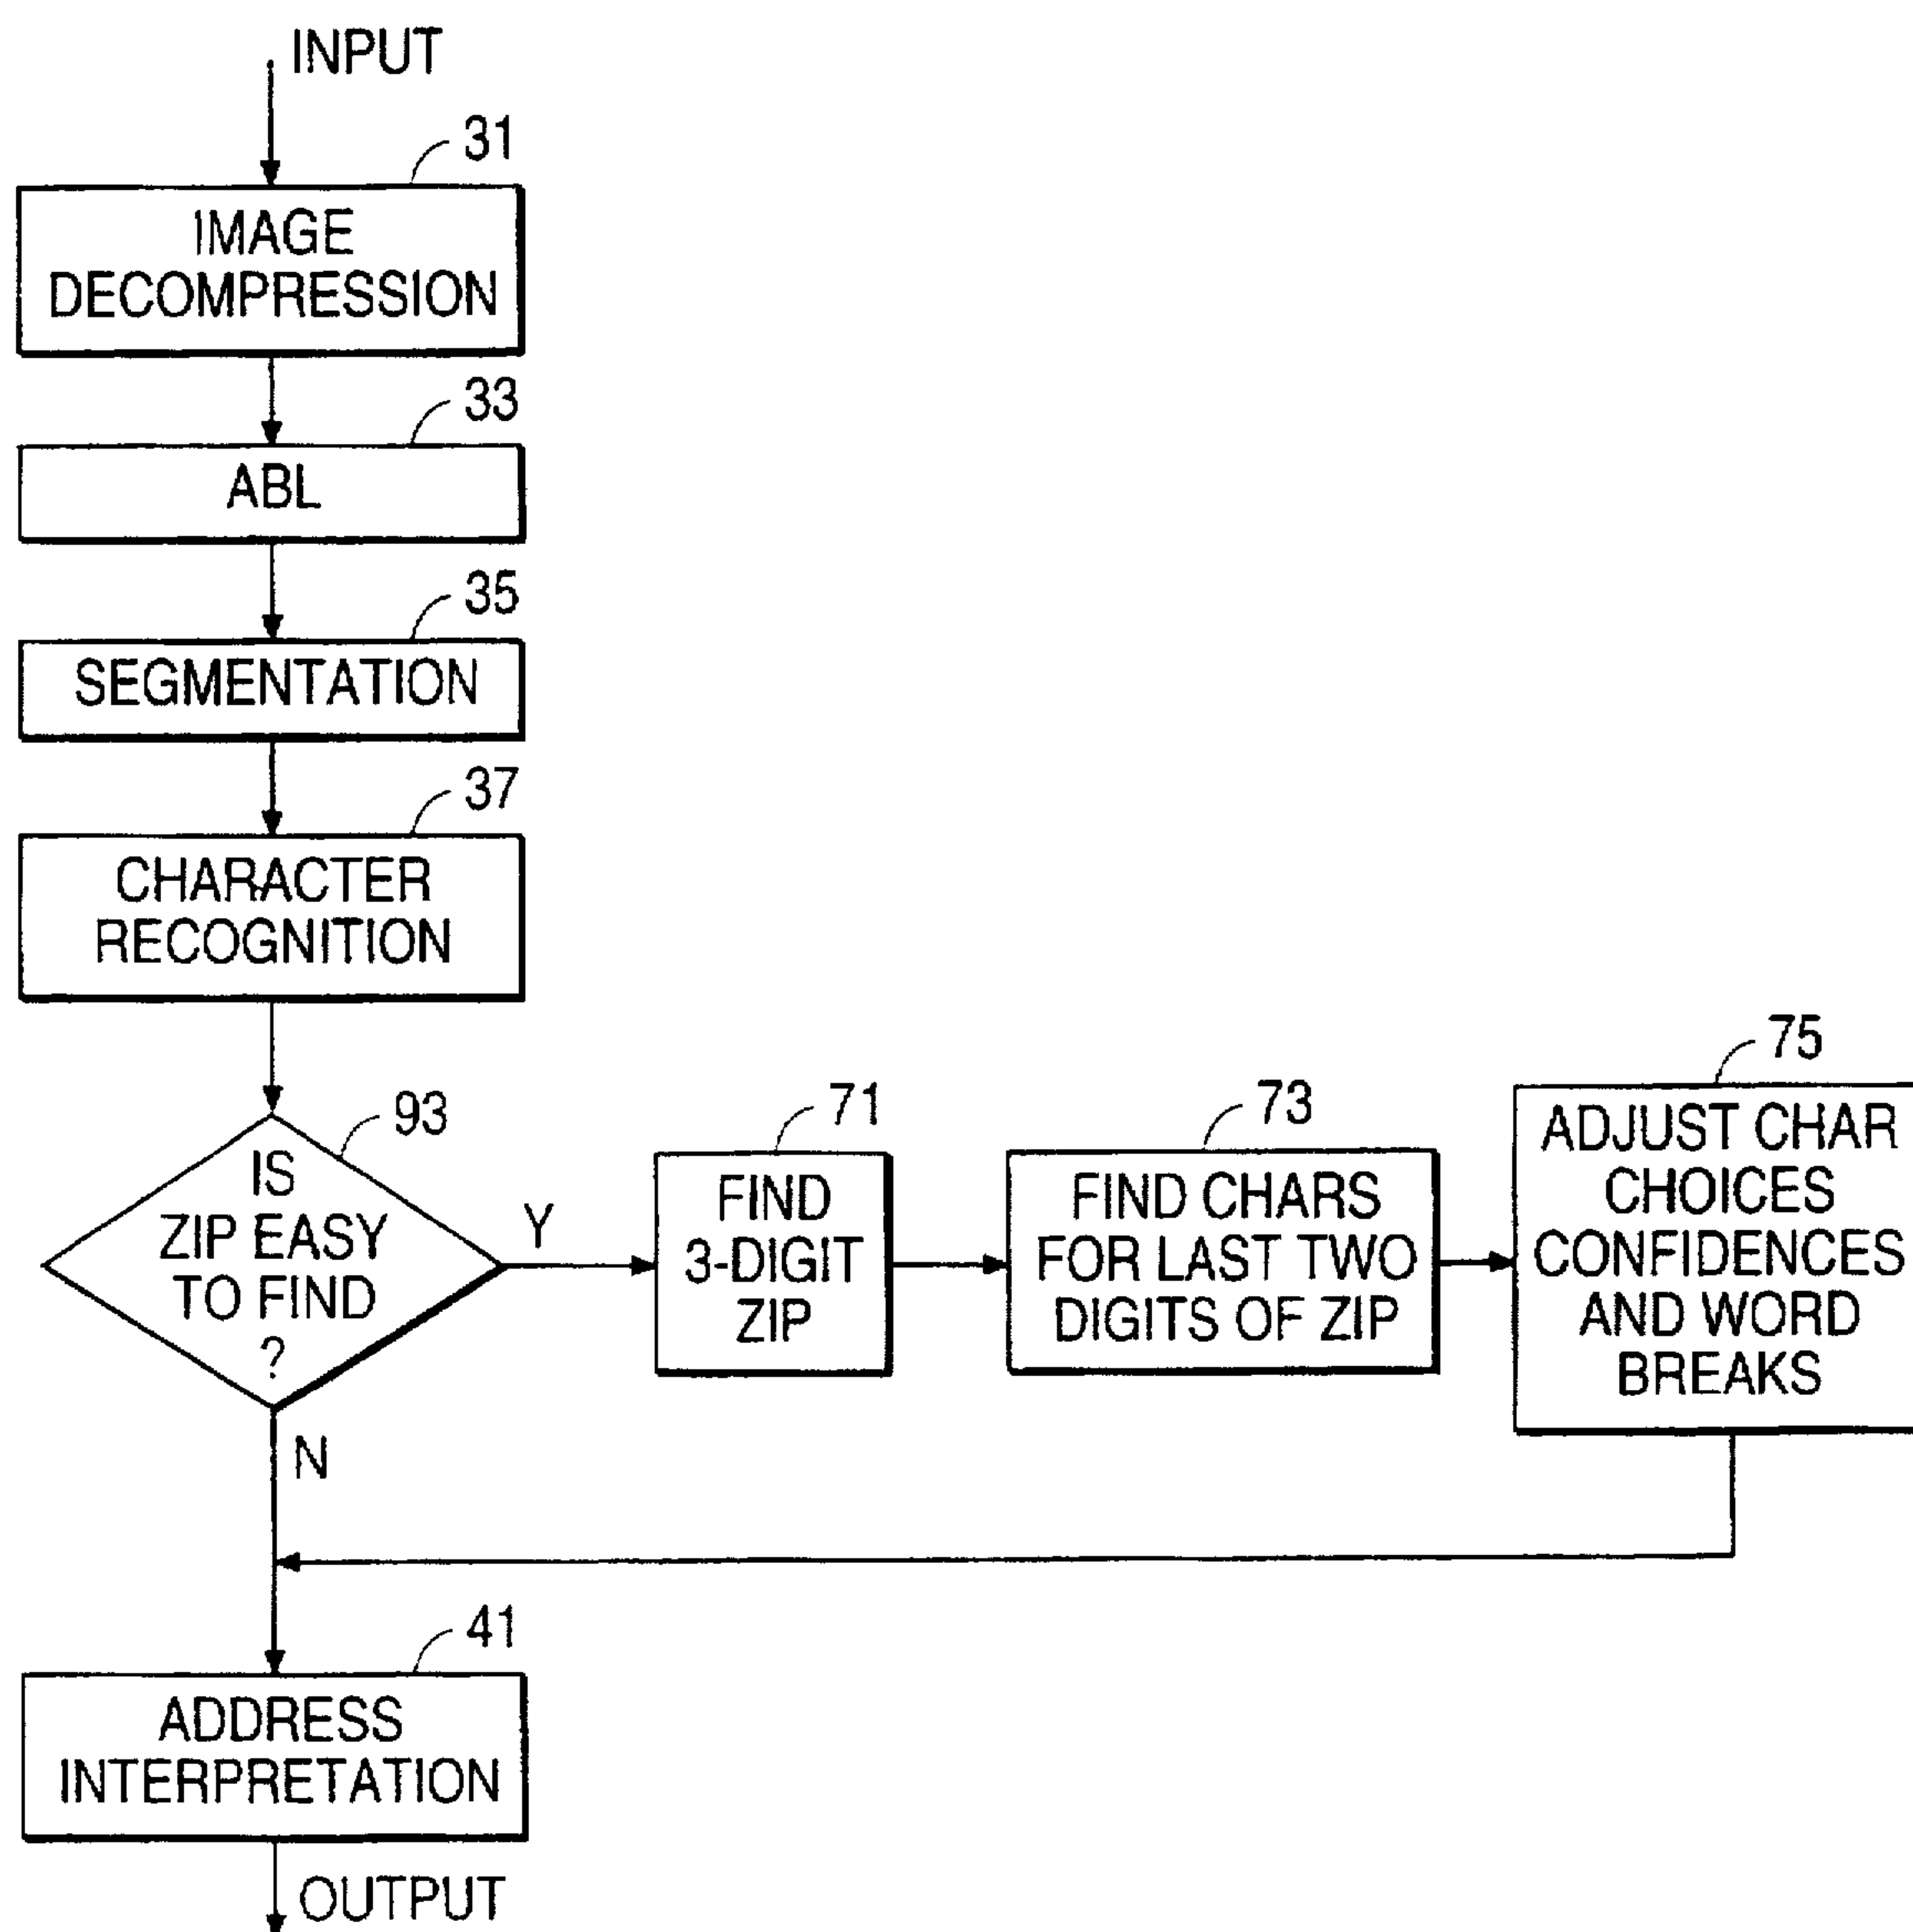 INPUT
31
IMAGE
DECOMPRESSION
33
ABL
35
SEGMENTATION
37
CHARACTER
RECOGNITION
93
IS
ZIP EASY
TO FIND
?
Y
71
FIND
3-DIGIT
ZIP
73
FIND CHARS
FOR LAST TWO
DIGITS OF ZIP
75
ADJUST CHAR
CHOICES
CONFIDENCES
AND WORD
BREAKS
N
41
ADDRESS
INTERPRETATION
OUTPUT